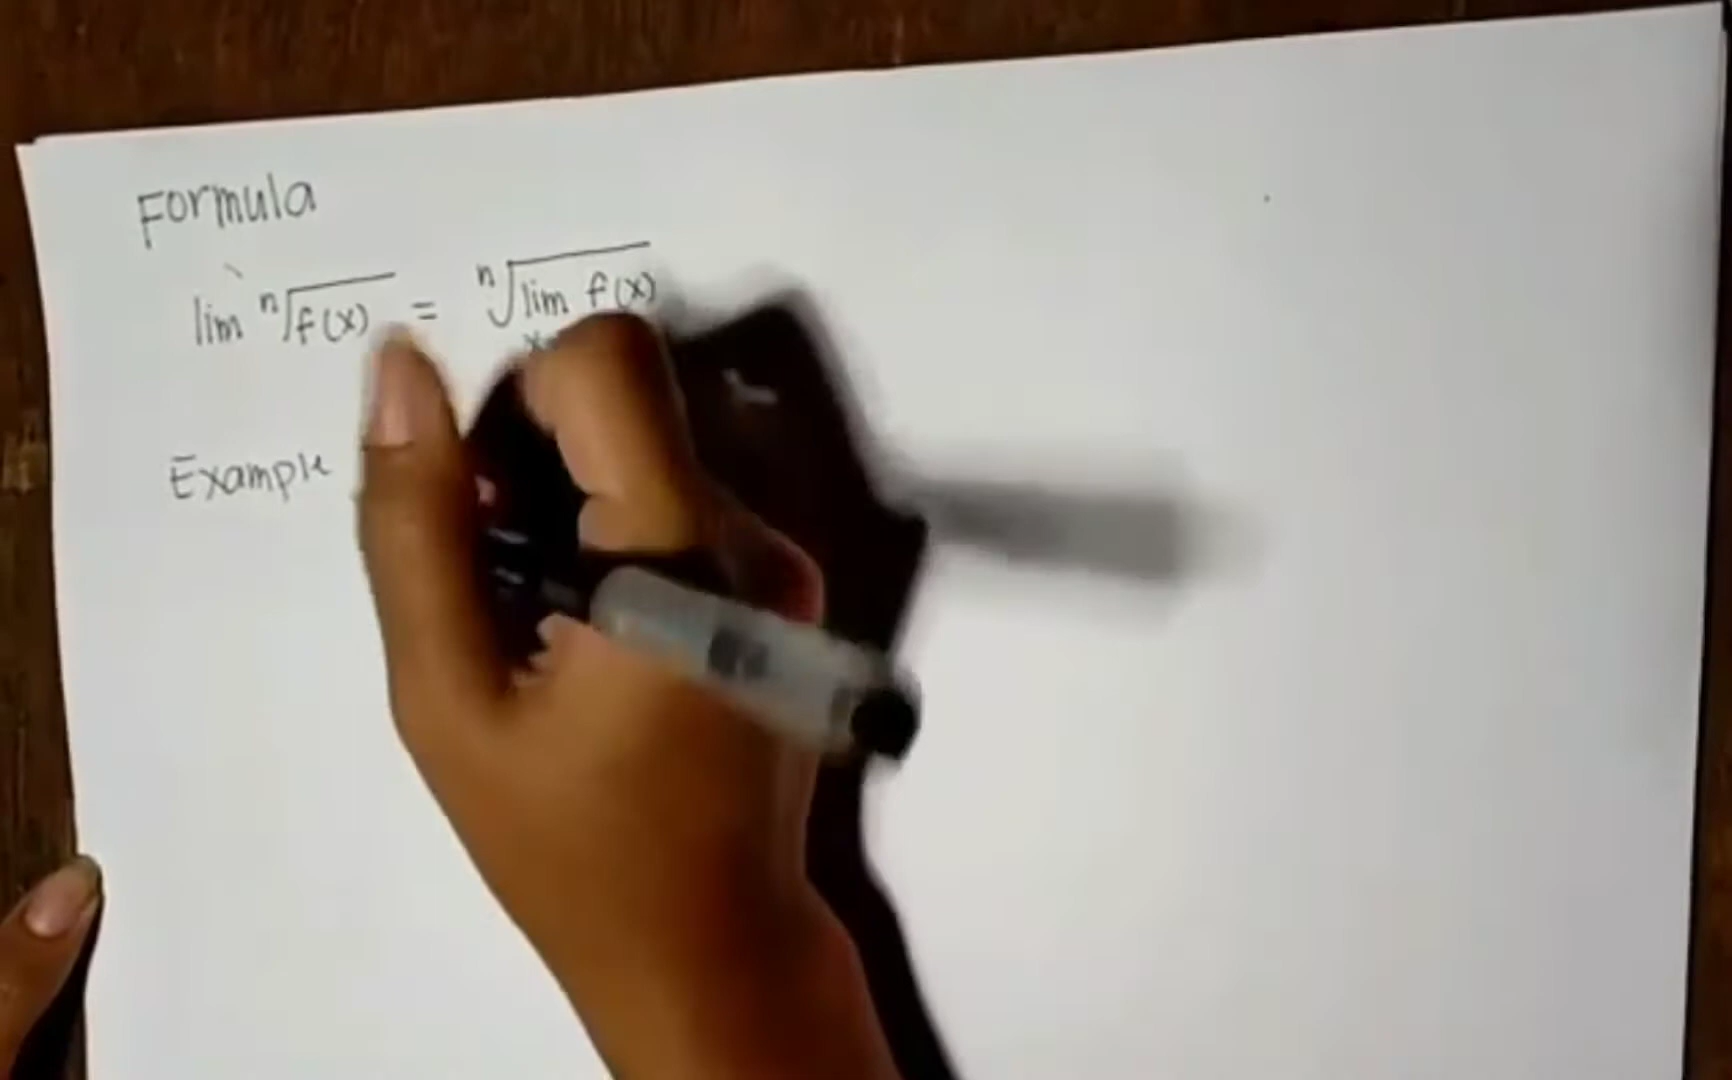 Formula
lim ⁿ√f(x) = ⁿ√lim f(x)
x
Example